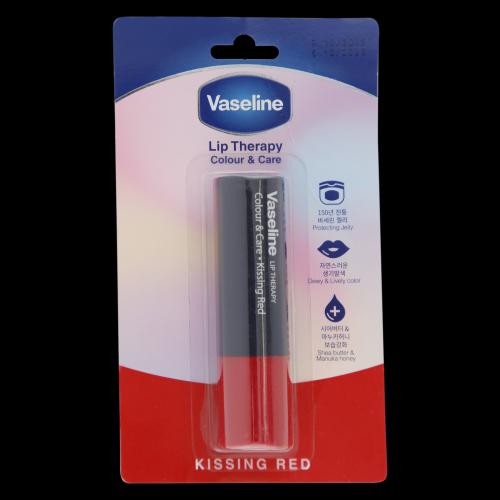 Vaseline
Lip Therapy
Colour & Care
Vaseline
LIP THERAPY
Colour & Care • Kissing Red
150년 전통
바세린 젤리
Protecting Jelly
자연스러운
생기발색
Dewy & Lively color
시어버터 &
마누카허니
보습강화
Shea butter &
Manuka honey
KISSING RED